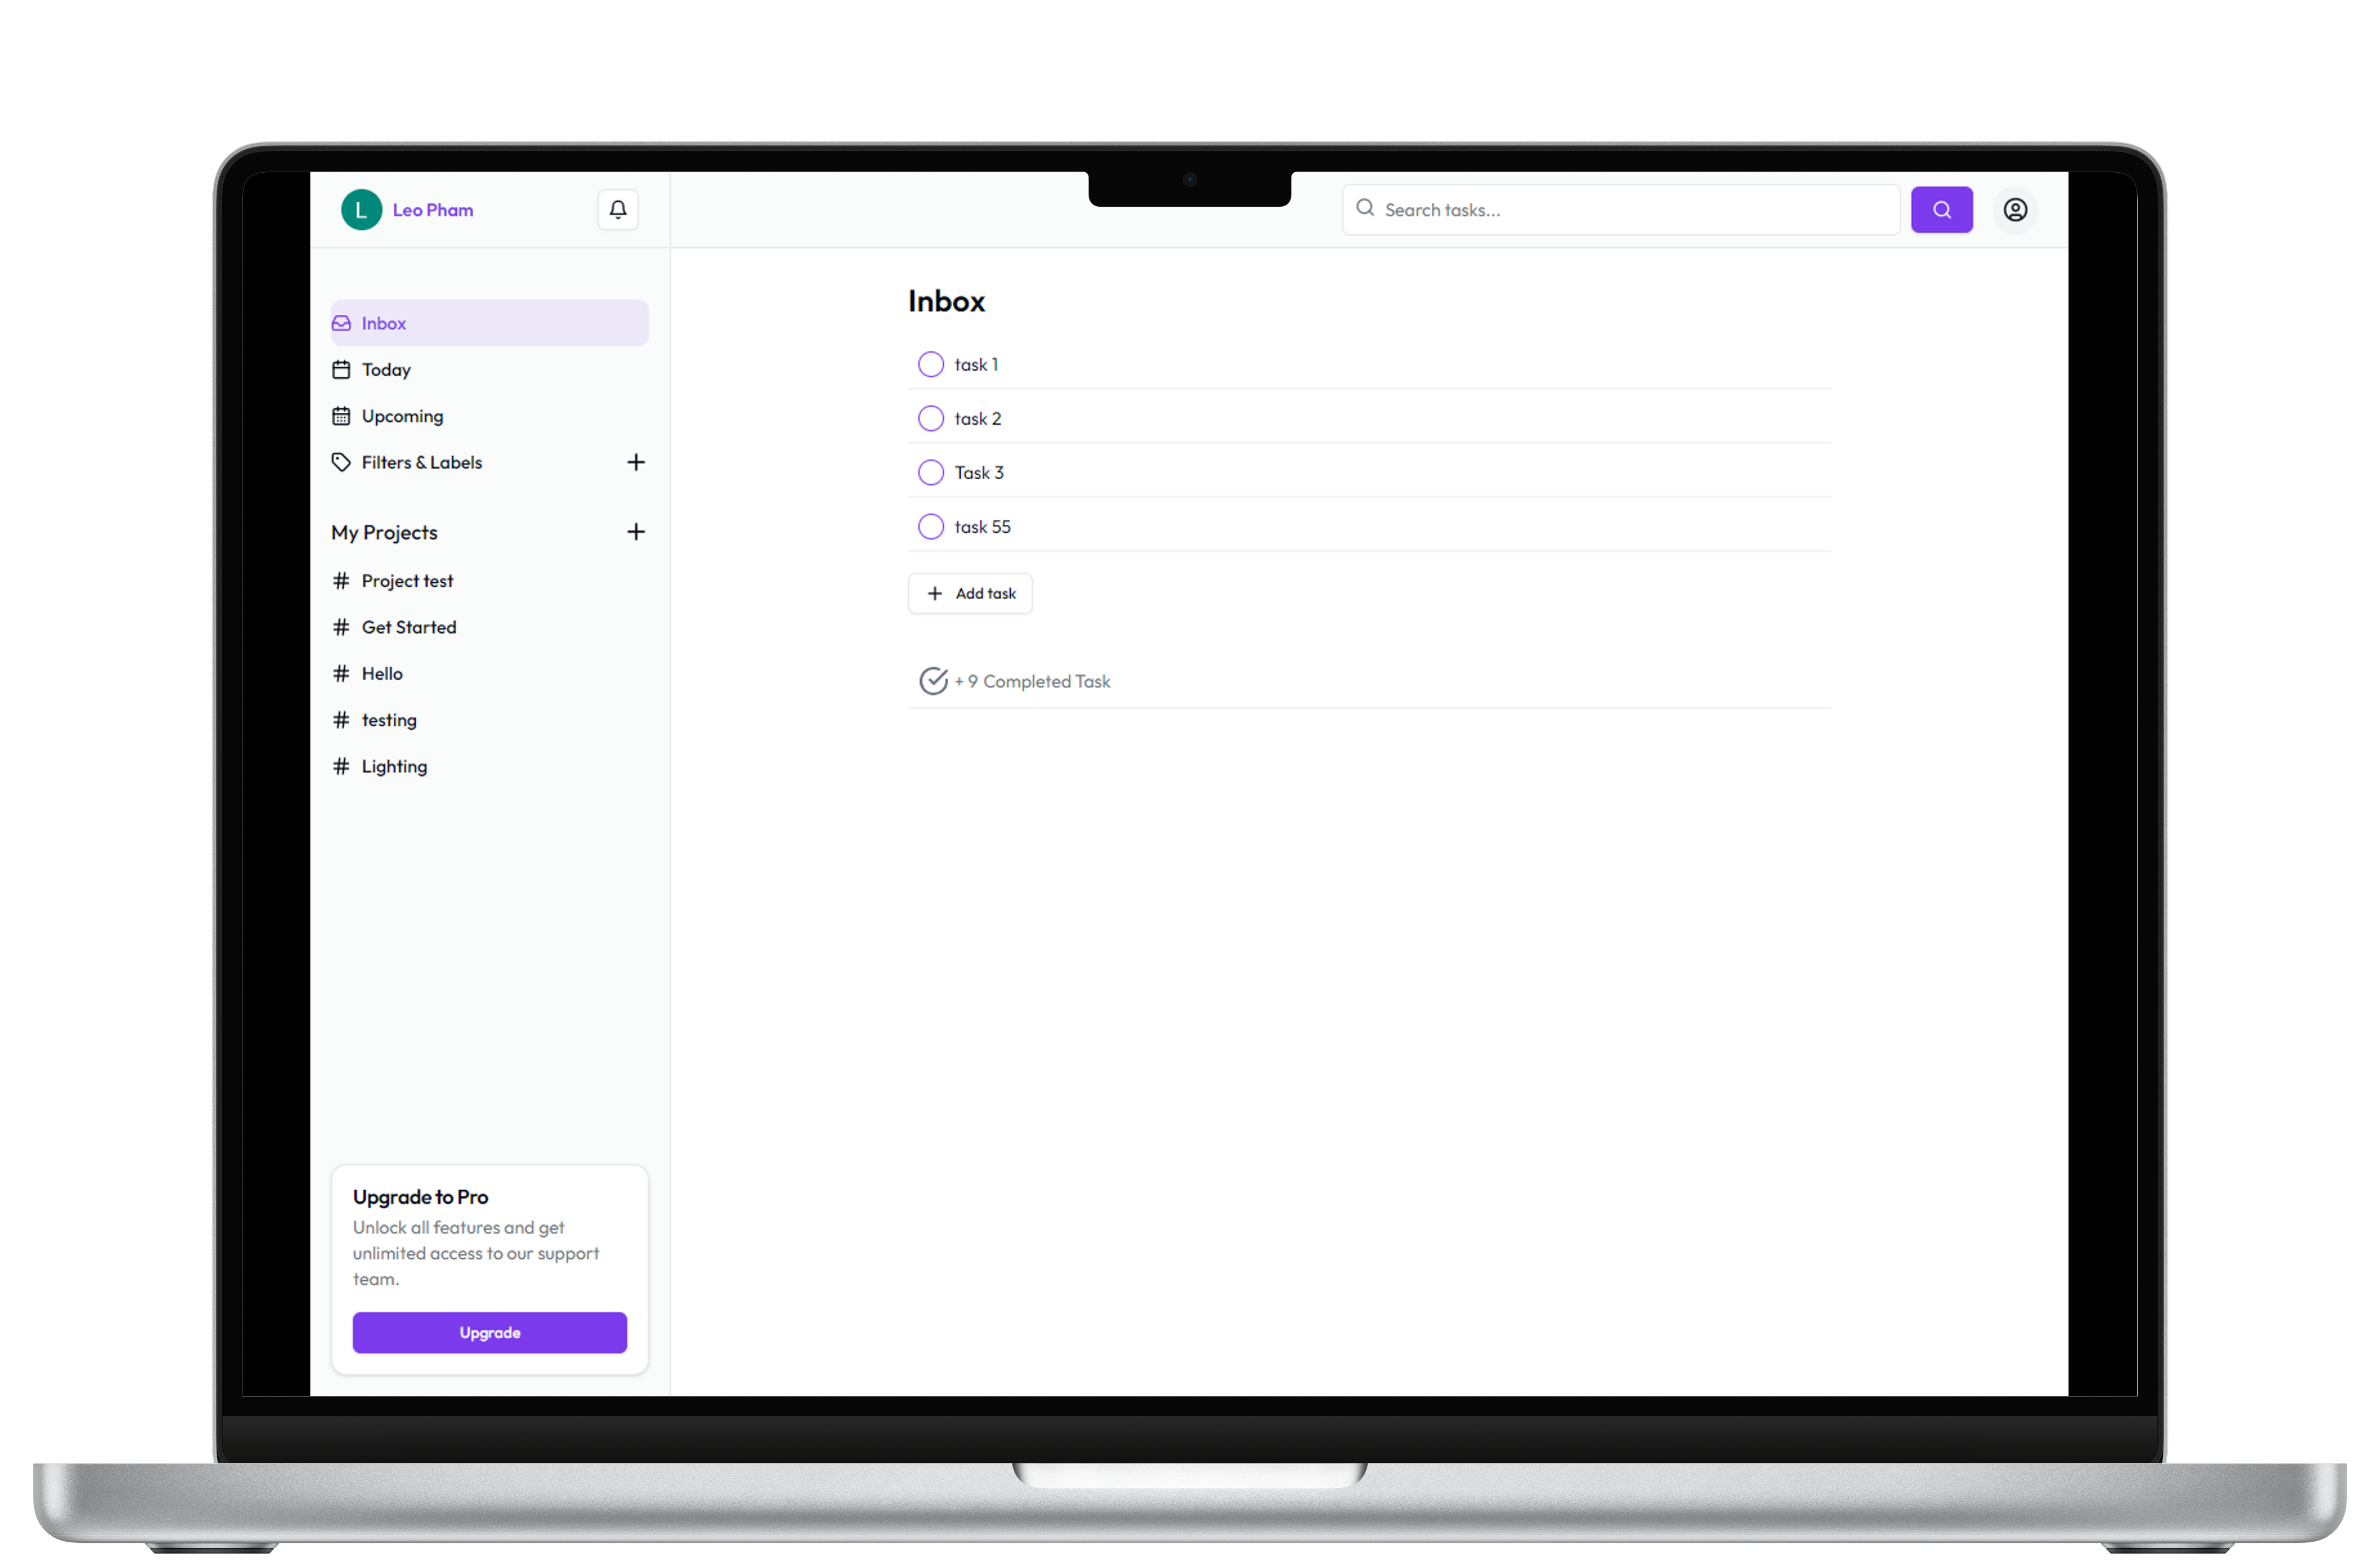 L Leo Pham
Search tasks...
Inbox
Today
Upcoming
Filters & Labels
My Projects
# Project test
# Get Started
# Hello
# testing
# Lighting
Upgrade to Pro
Unlock all features and get
unlimited access to our support
team.
Upgrade
Inbox
task 1
task 2
Task 3
task 55
+ Add task
+ 9 Completed Task